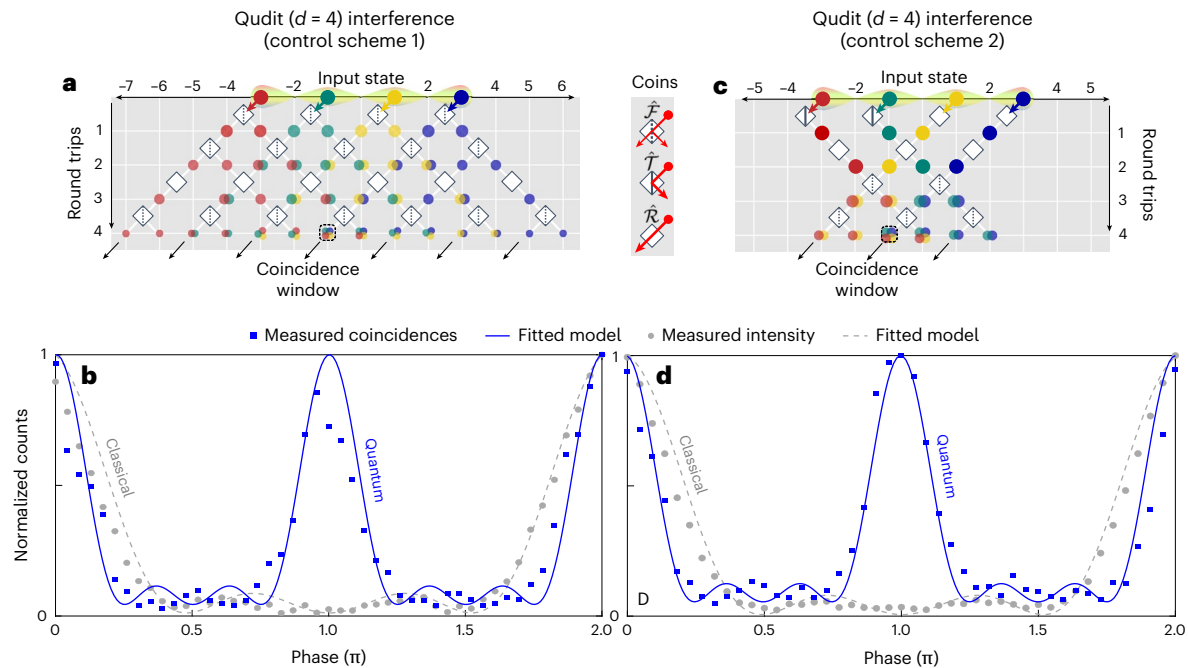 Qudit (d = 4) interference
(control scheme 1)
Qudit (d = 4) interference
(control scheme 2)
a
Input state
−7 −6 −5 −4 −2 2 4 5 6
Round trips
1
2
3
4
Coincidence
window
Coins
F̂
T̂
R̂
c
Input state
−5 −4 −2 2 4 5
1
2
3
4
Round trips
Coincidence
window
Measured coincidences Fitted model Measured intensity Fitted model
b
Normalized counts
1
0
Classical
Quantum
0 0.5 1.0 1.5 2.0
Phase (π)
d
1
0
Classical
Quantum
D
0.5 1.0 1.5 2.0
Phase (π)